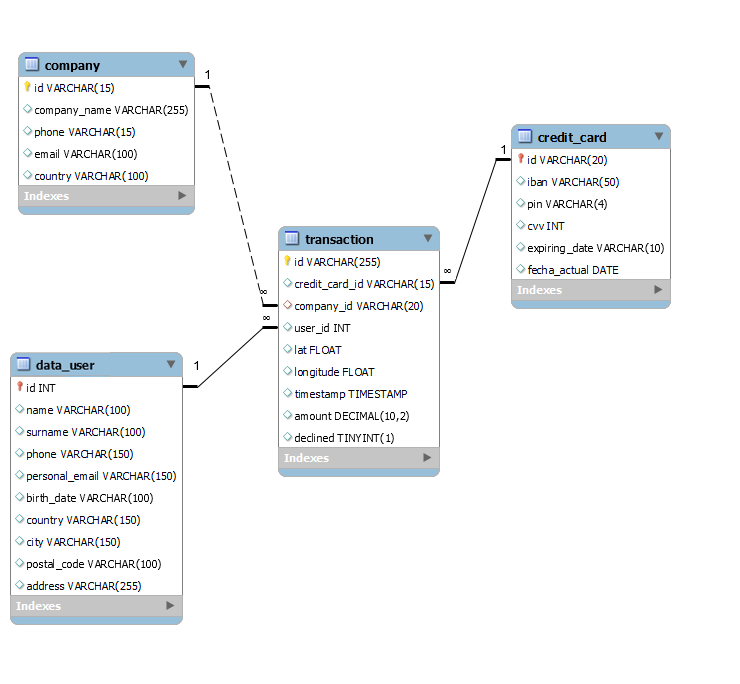 company
id VARCHAR(15)
company_name VARCHAR(255)
phone VARCHAR(15)
email VARCHAR(100)
country VARCHAR(100)
Indexes
1
∞
credit_card
id VARCHAR(20)
iban VARCHAR(50)
pin VARCHAR(4)
cvv INT
expiring_date VARCHAR(10)
fecha_actual DATE
Indexes
1
∞
transaction
id VARCHAR(255)
credit_card_id VARCHAR(15)
company_id VARCHAR(20)
user_id INT
lat FLOAT
longitude FLOAT
timestamp TIMESTAMP
amount DECIMAL(10,2)
declined TINYINT(1)
Indexes
∞
1
data_user
id INT
name VARCHAR(100)
surname VARCHAR(100)
phone VARCHAR(150)
personal_email VARCHAR(150)
birth_date VARCHAR(100)
country VARCHAR(150)
city VARCHAR(150)
postal_code VARCHAR(100)
address VARCHAR(255)
Indexes